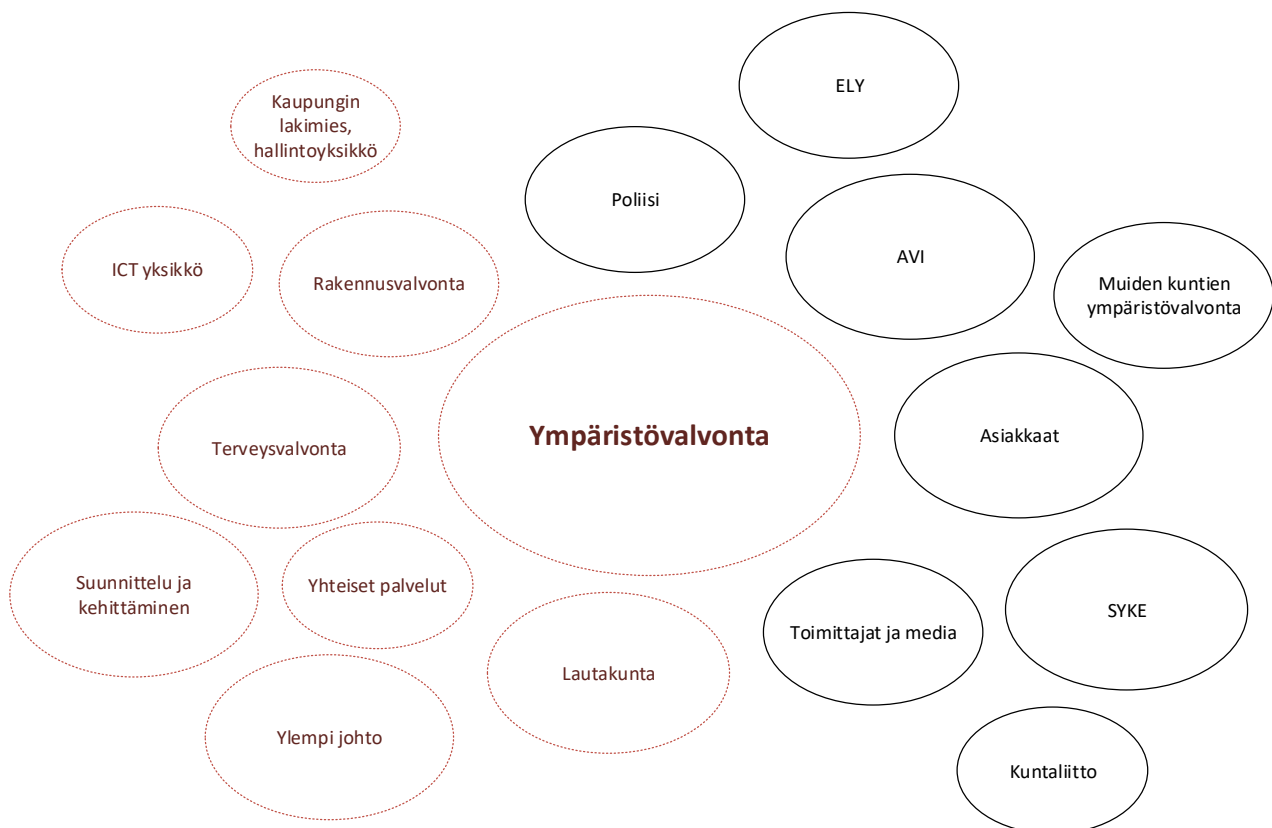 ELY
Kaupungin
lakimies,
hallintoyksikkö
Poliisi
AVI
ICT yksikkö
Rakennusvalvonta
Muiden kuntien
ympäristövalvonta
Ympäristövalvonta
Asiakkaat
Terveysvalvonta
Suunnittelu ja
kehittäminen
Yhteiset palvelut
SYKE
Toimittajat ja media
Lautakunta
Ylempi johto
Kuntaliitto